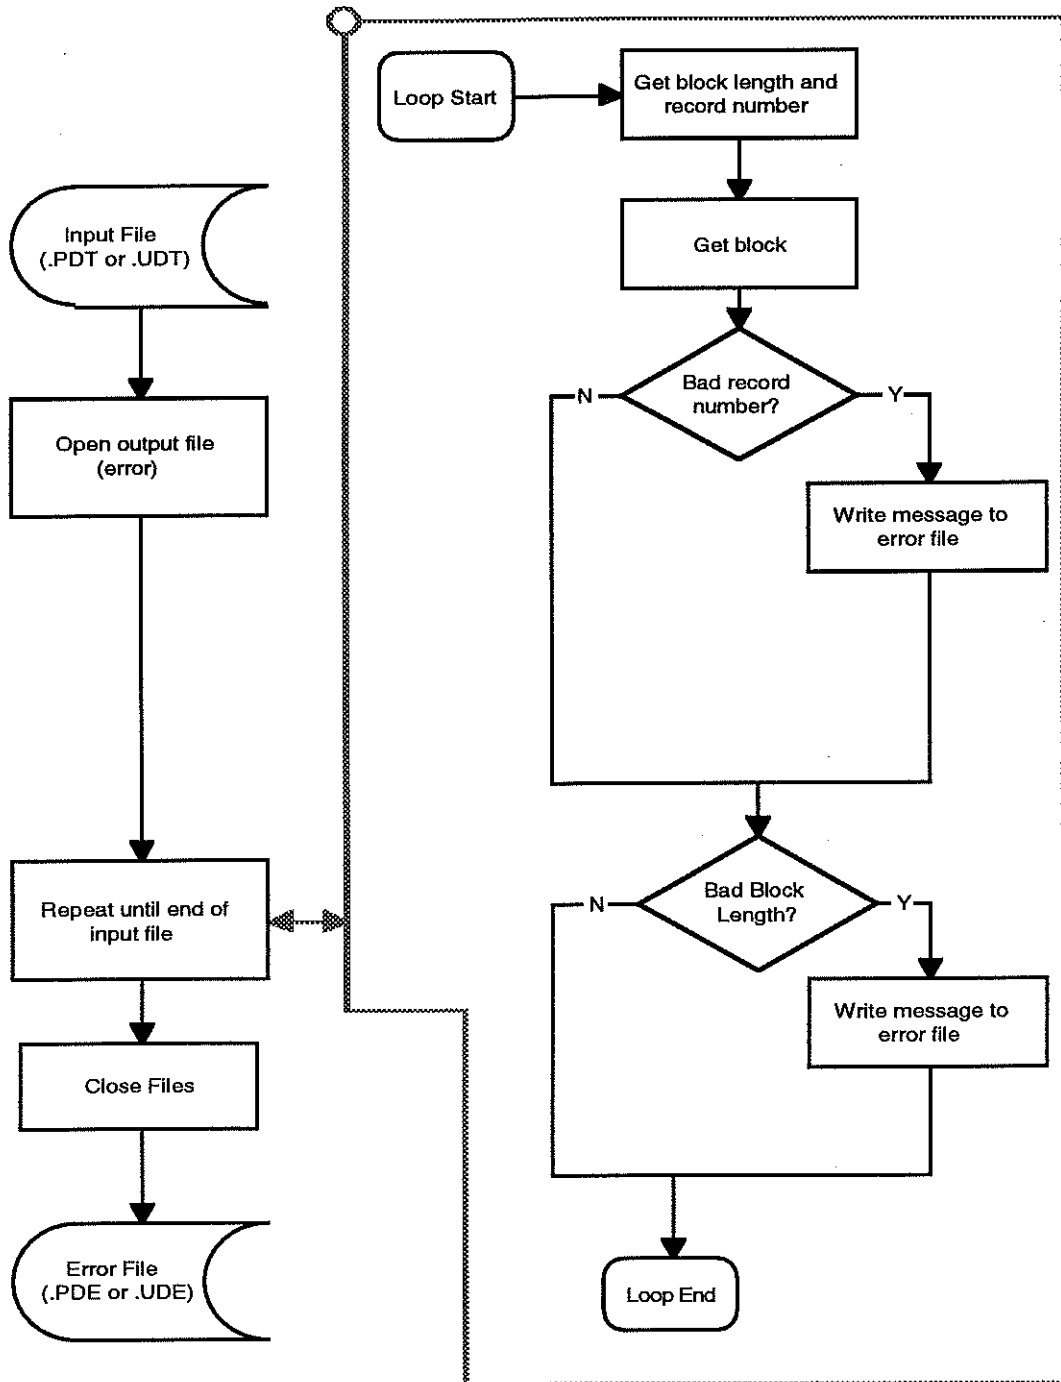 Input File
(.PDT or .UDT)
Open output file
(error)
Repeat until end of
input file
Close Files
Error File
(.PDE or .UDE)
Loop Start
Get block length and
record number
Get block
Bad record
number?
N
Y
Write message to
error file
Bad Block
Length?
N
Y
Write message to
error file
Loop End